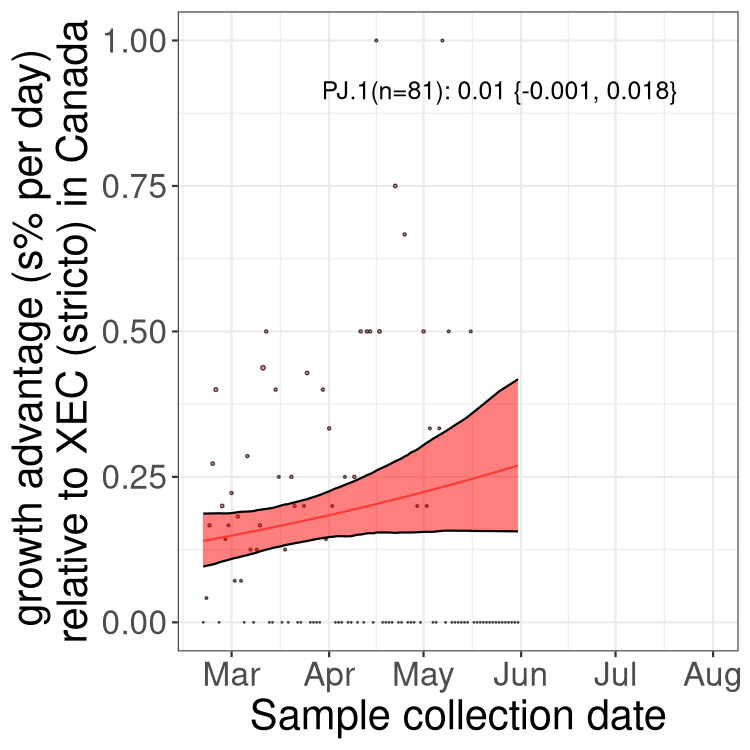 growth advantage (s% per day)
relative to XEC (stricto) in Canada
1.00
0.75
0.50
0.25
0.00
PJ.1(n=81): 0.01 {-0.001, 0.018}
Mar Apr May Jun Jul Aug
Sample collection date